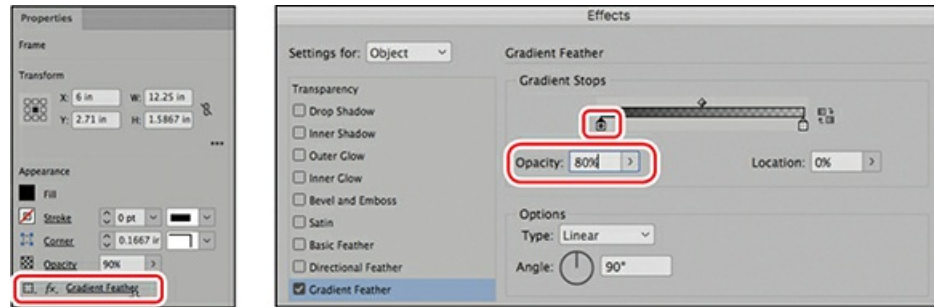 Properties
Frame
Transform
X: 6 in W: 12.25 in
Y: 2.71 in H: 1.5867 in
Appearance
Fill
Stroke 0 pt
Corner 0.1667 ir
Opacity 90%
fx. Gradient Feather
Effects
Settings for: Object
Transparency
Drop Shadow
Inner Shadow
Outer Glow
Inner Glow
Bevel and Emboss
Satin
Basic Feather
Directional Feather
Gradient Feather
Gradient Feather
Gradient Stops
Opacity: 80% Location: 0%
Options
Type: Linear
Angle: 90°